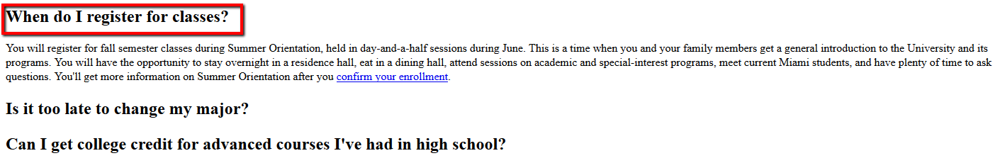 When do I register for classes?
You will register for fall semester classes during Summer Orientation, held in day-and-a-half sessions during June. This is a time when you and your family members get a general introduction to the University and its
programs. You will have the opportunity to stay overnight in a residence hall, eat in a dining hall, attend sessions on academic and special-interest programs, meet current Miami students, and have plenty of time to ask
questions. You'll get more information on Summer Orientation after you confirm your enrollment.
Is it too late to change my major?
Can I get college credit for advanced courses I've had in high school?